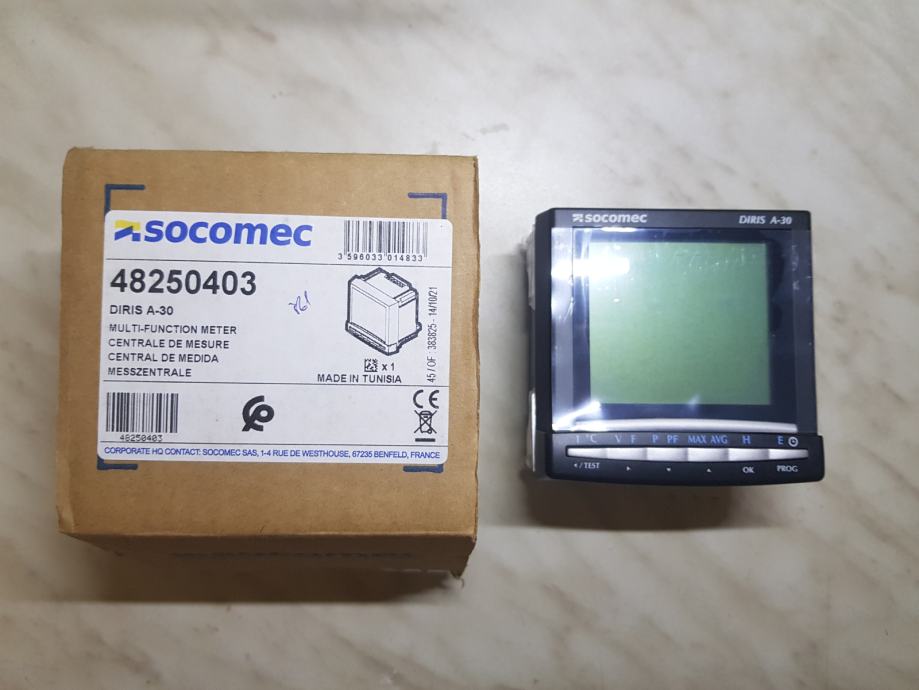 socomec
3 596033 014833
48250403
DIRIS A-30
MULTI-FUNCTION METER
CENTRALE DE MESURE
CENTRAL DE MEDIDA
MESSZENTRALE
x 1
MADE IN TUNISIA
45 / OF : 383825 - 14/10/21
48250403
CE
CORPORATE HQ CONTACT: SOCOMEC SAS, 1-4 RUE DE WESTHOUSE, 67235 BENFELD, FRANCE
socomec DIRIS A-30
I °C V F P PF MAX AVG H E
/ TEST OK PROG